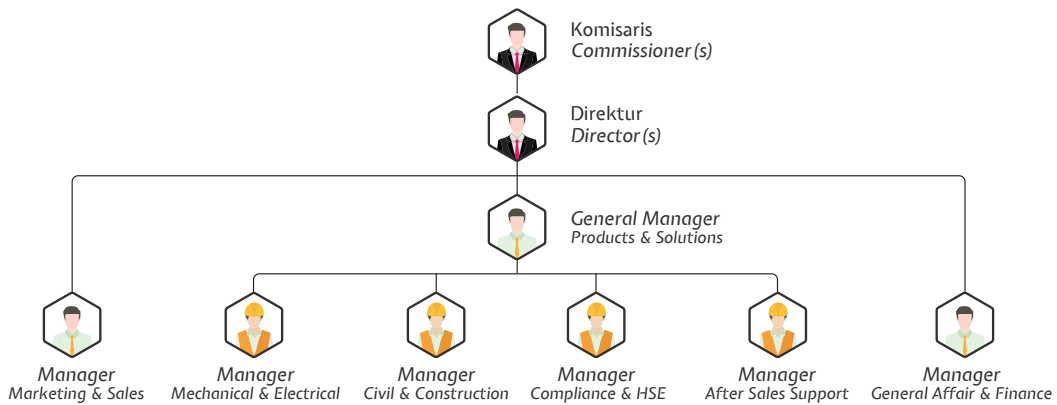 Komisaris
Commissioner(s)
Direktur
Director(s)
General Manager
Products & Solutions
Manager
Marketing & Sales
Manager
Mechanical & Electrical
Manager
Civil & Construction
Manager
Compliance & HSE
Manager
After Sales Support
Manager
General Affair & Finance